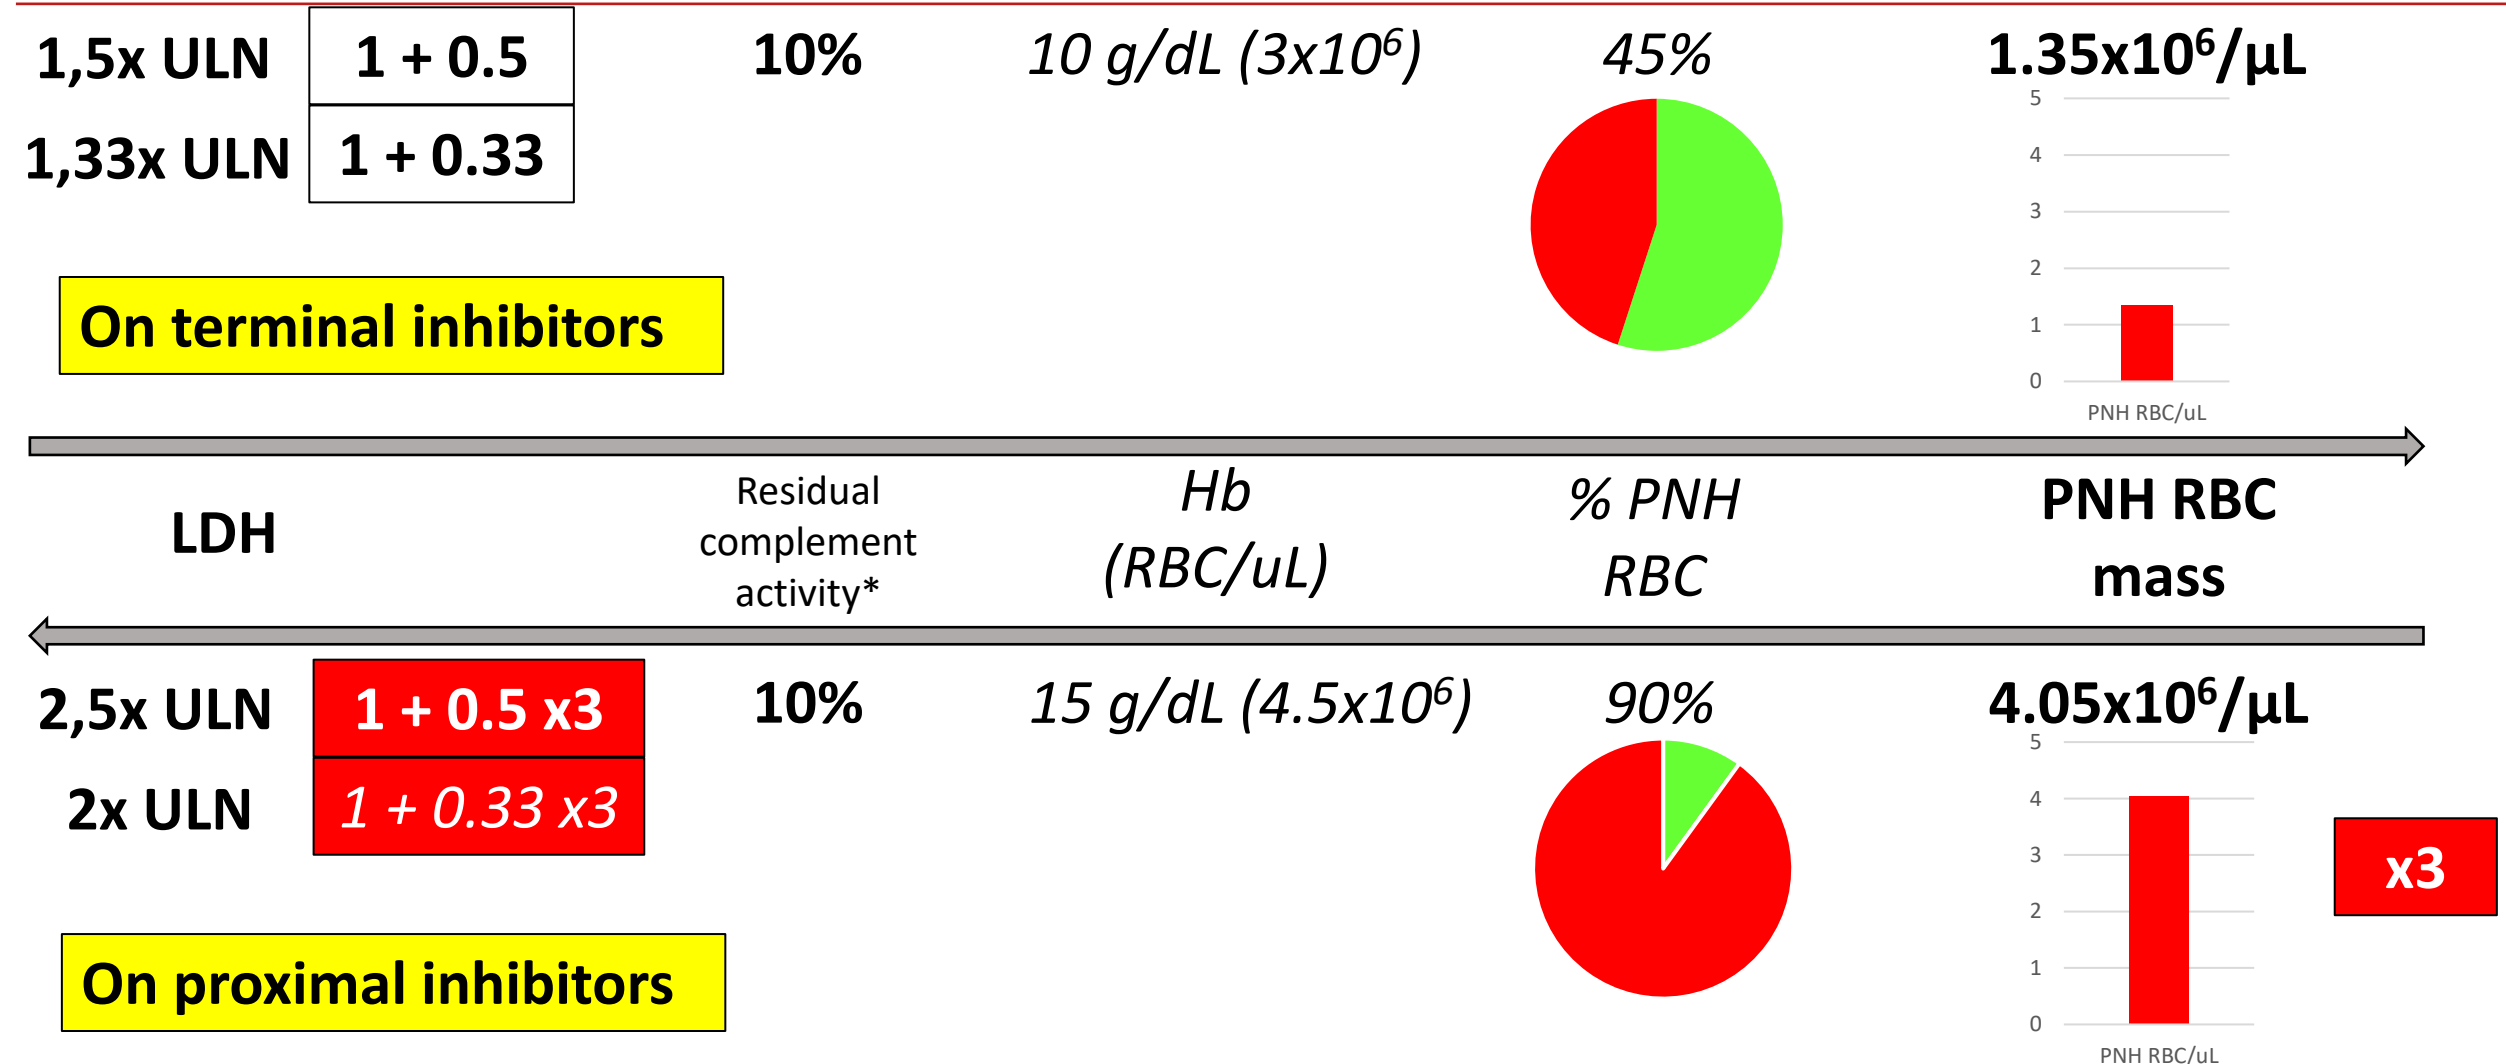 1,5x ULN
1 + 0.5
10%
10 g/dL (3x10⁶)
45%
1.35x10⁶/µL
1,33x ULN
1 + 0.33
5
4
3
2
1
0
PNH RBC/uL
On terminal inhibitors
LDH
Residual
complement
activity*
Hb
(RBC/uL)
% PNH
RBC
PNH RBC
mass
2,5x ULN
1 + 0.5 x3
10%
15 g/dL (4.5x10⁶)
90%
4.05x10⁶/µL
2x ULN
1 + 0.33 x3
5
4
3
2
1
0
PNH RBC/uL
x3
On proximal inhibitors